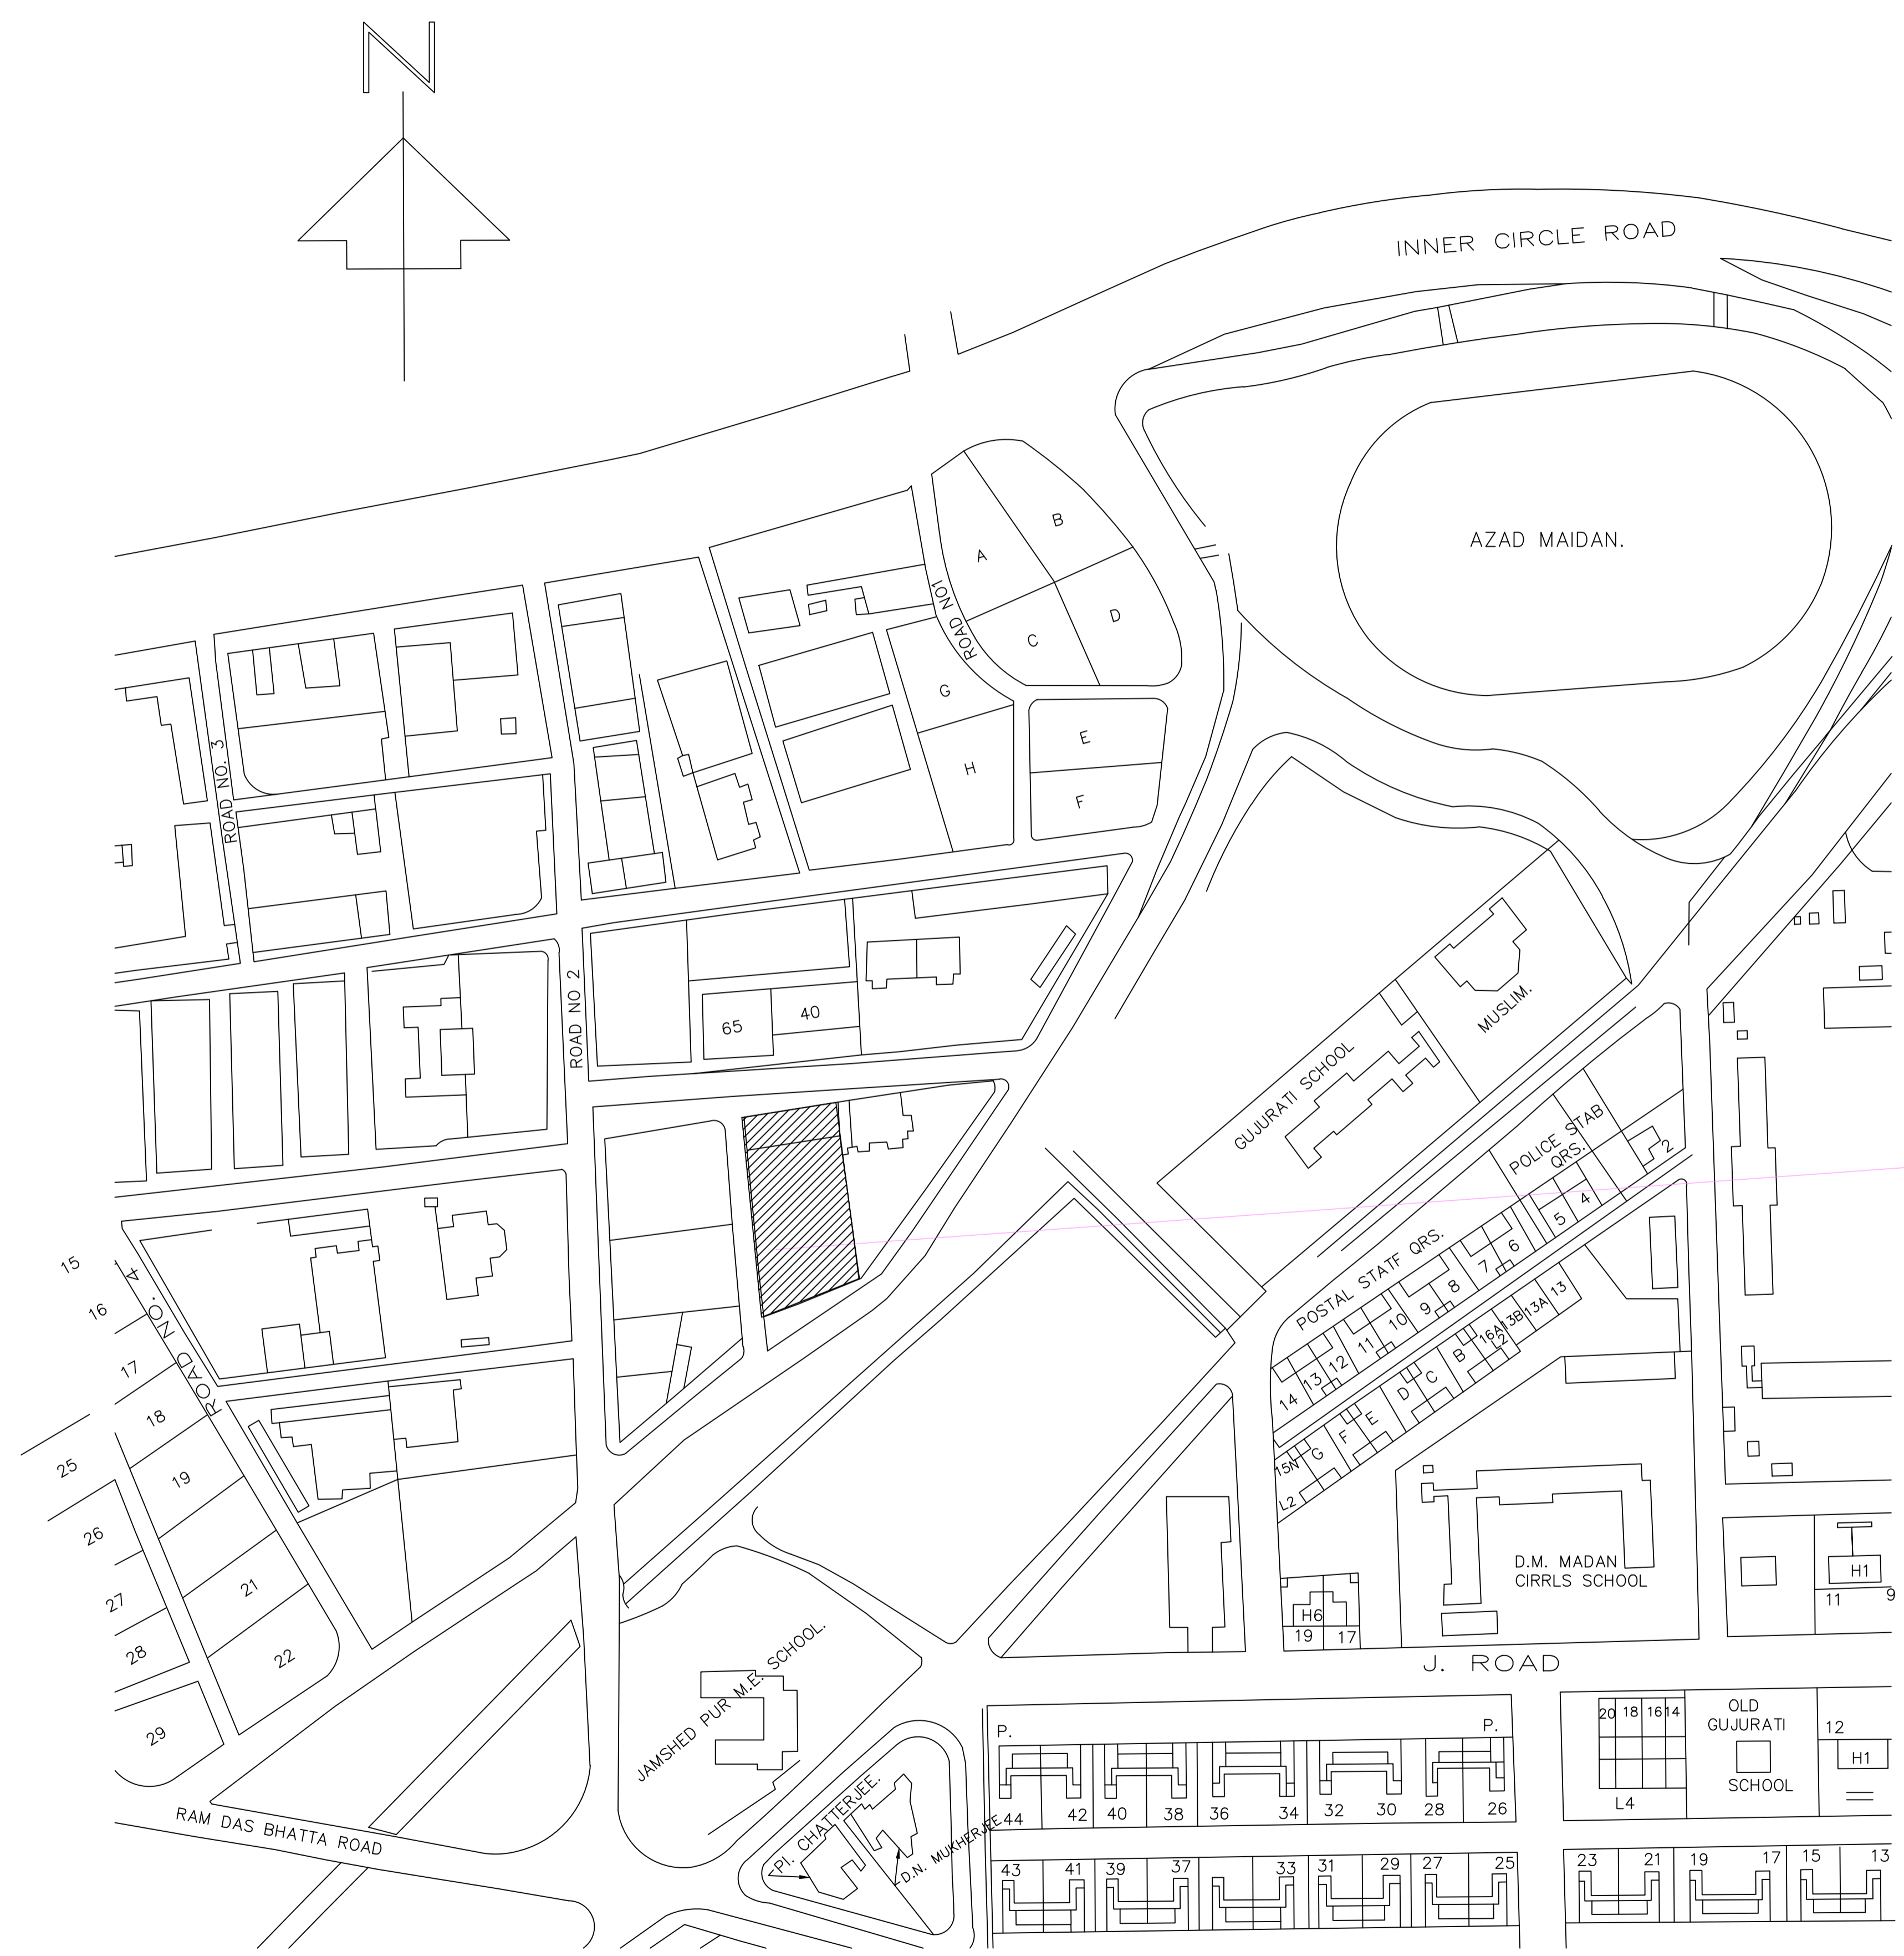 N
INNER CIRCLE ROAD
AZAD MAIDAN.
A
B
C
D
ROAD NO1
G
H
E
F
ROAD NO. 3
ROAD NO 2
65
40
MUSLIM.
GUJURATI SCHOOL
POLICE STAB
QRS.
2
4
5
POSTAL STATF QRS.
6
7
8
9
10
11
12
13
14
13
13A
13B
16A
2
B
C
D
E
F
G
15N
L2
ROAD NO. 4
15
16
17
18
19
21
22
25
26
27
28
29
D.M. MADAN
CIRRLS SCHOOL
H6
19
17
H1
11
9
J. ROAD
JAMSHED PUR M.E. SCHOOL.
RAM DAS BHATTA ROAD
P.I. CHATTERJEE.
D.N. MUKHERJEE
P.
P.
44
42
40
38
36
34
32
30
28
26
20
18
16
14
L4
OLD
GUJURATI
SCHOOL
12
H1
43
41
39
37
33
31
29
27
25
23
21
19
17
15
13